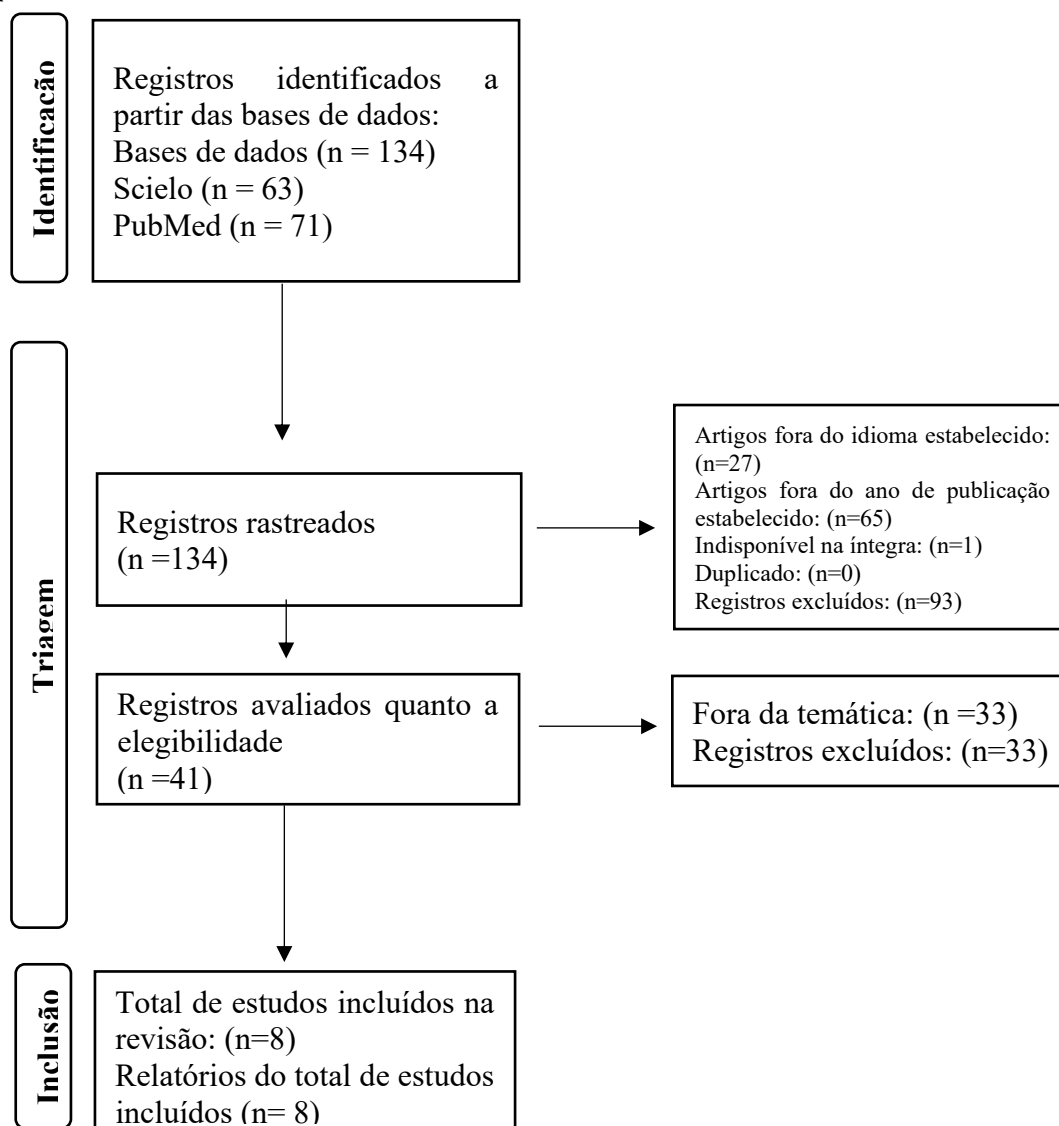 Identificação
Registros identificados a
partir das bases de dados:
Bases de dados (n = 134)
Scielo (n = 63)
PubMed (n = 71)
Triagem
Registros rastreados
(n =134)
Artigos fora do idioma estabelecido:
(n=27)
Artigos fora do ano de publicação
estabelecido: (n=65)
Indisponível na íntegra: (n=1)
Duplicado: (n=0)
Registros excluídos: (n=93)
Registros avaliados quanto a
elegibilidade
(n =41)
Fora da temática: (n =33)
Registros excluídos: (n=33)
Inclusão
Total de estudos incluídos na
revisão: (n=8)
Relatórios do total de estudos
incluídos (n= 8)